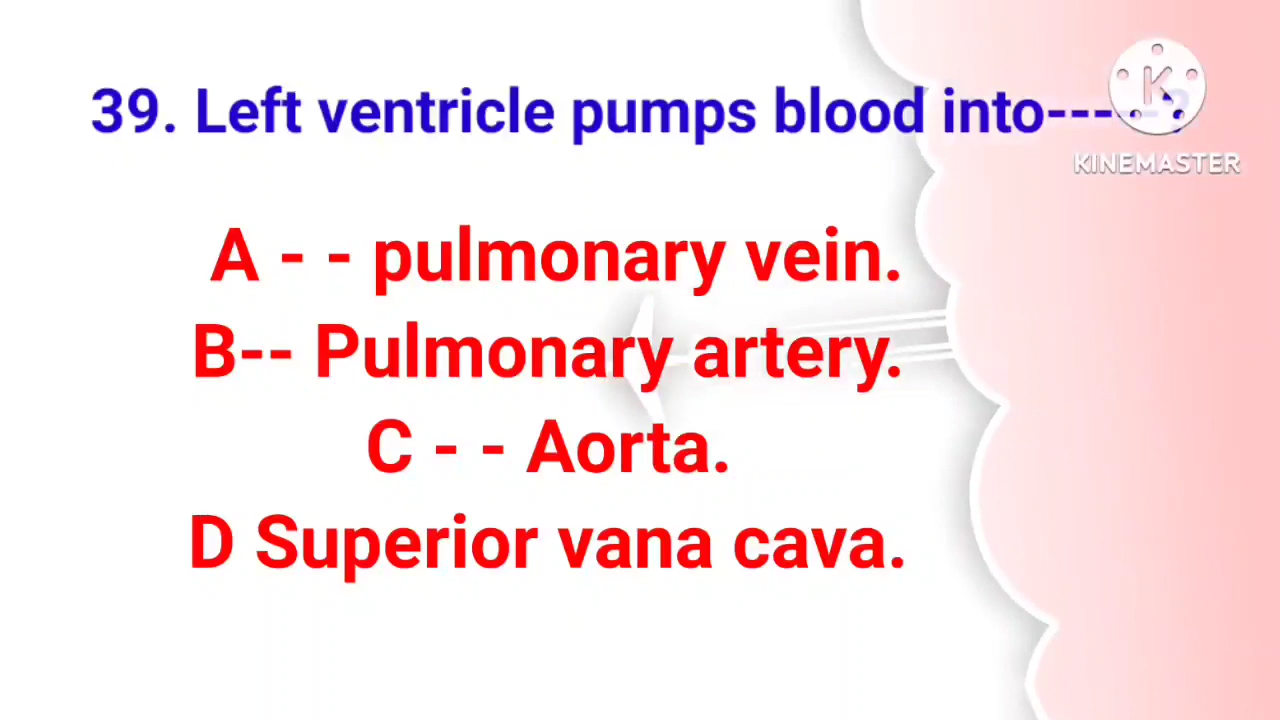 39. Left ventricle pumps blood into-----?
KINEMASTER
A - - pulmonary vein.
B-- Pulmonary artery.
C - - Aorta.
D Superior vana cava.